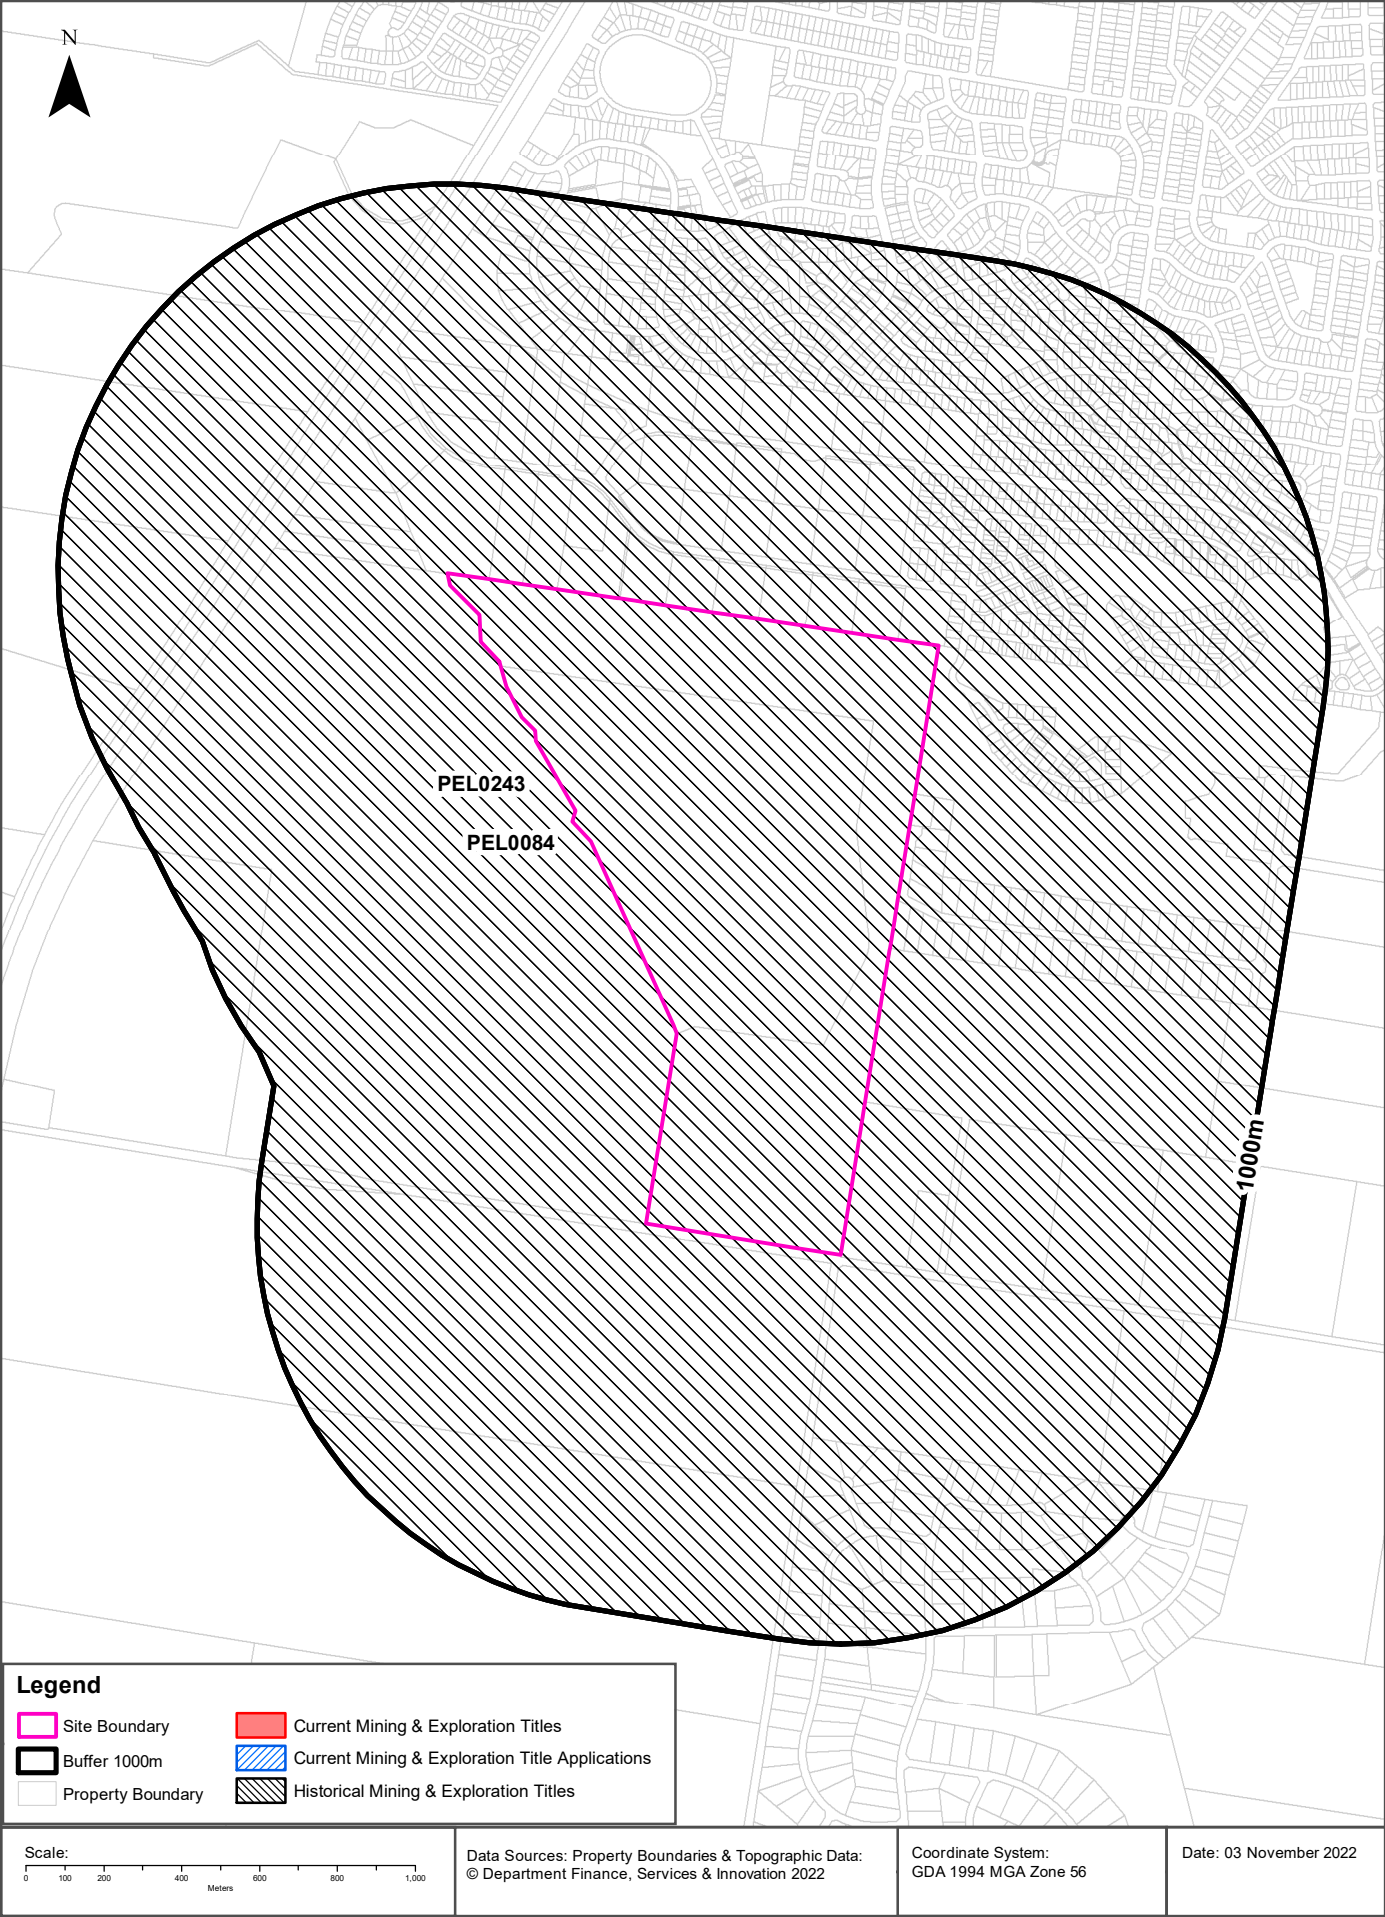 N
PEL0243
PEL0084
1000m
Legend
Site Boundary
Buffer 1000m
Property Boundary
Current Mining & Exploration Titles
Current Mining & Exploration Title Applications
Historical Mining & Exploration Titles
Scale:
0 100 200 400 600 800 1,000
Meters
Data Sources: Property Boundaries & Topographic Data:
© Department Finance, Services & Innovation 2022
Coordinate System:
GDA 1994 MGA Zone 56
Date: 03 November 2022